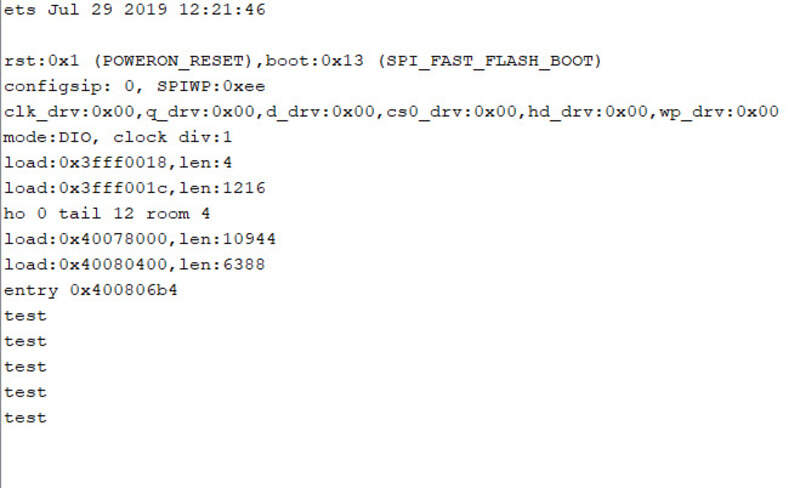 ets Jul 29 2019 12:21:46
rst:0x1 (POWERON_RESET),boot:0x13 (SPI_FAST_FLASH_BOOT)
configsip: 0, SPIWP:0xee
clk_drv:0x00,q_drv:0x00,d_drv:0x00,cs0_drv:0x00,hd_drv:0x00,wp_drv:0x00
mode:DIO, clock div:1
load:0x3fff0018,len:4
load:0x3fff001c,len:1216
ho 0 tail 12 room 4
load:0x40078000,len:10944
load:0x40080400,len:6388
entry 0x400806b4
test
test
test
test
test